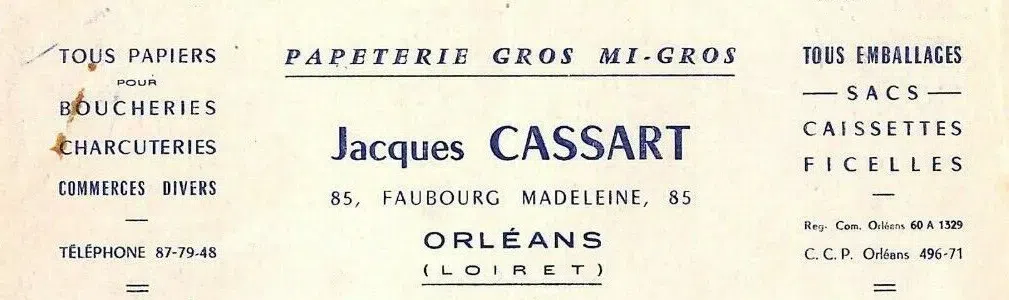 TOUS PAPIERS
POUR
BOUCHERIES
CHARCUTERIES
COMMERCES DIVERS
TÉLÉPHONE 87-79-48
PAPETERIE GROS MI-GROS
Jacques CASSART
85, FAUBOURG MADELEINE, 85
ORLÉANS
(LOIRET)
TOUS EMBALLAGES
SACS
CAISSETTES
FICELLES
Reg. Com. Orléans 60 A 1329
C. C. P. Orléans 496-71